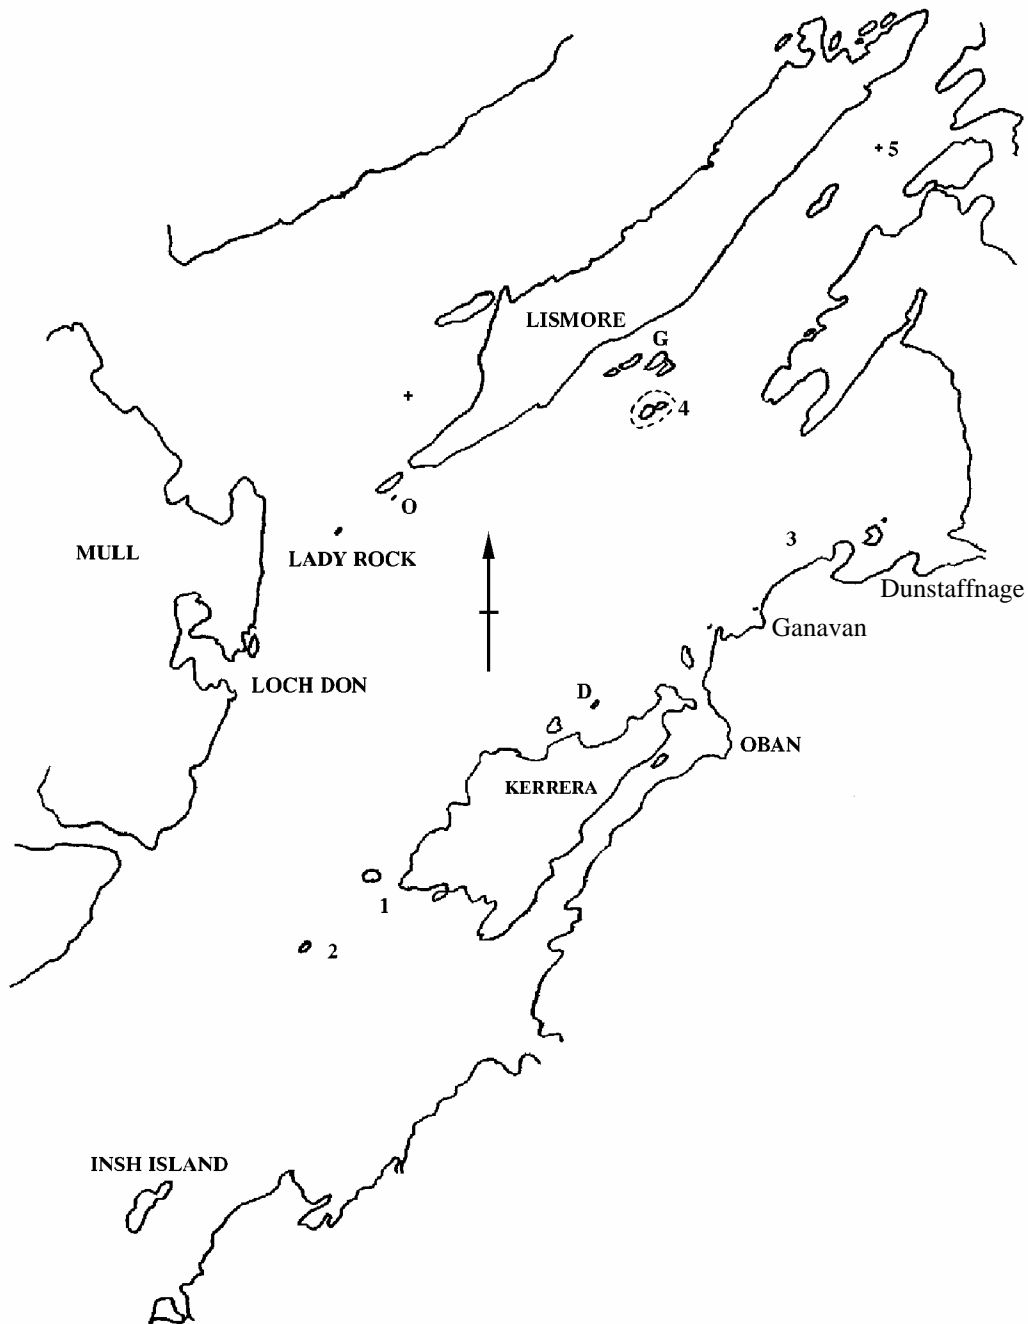 5
LISMORE
G
4
O
3
MULL
LADY ROCK
Dunstaffnage
Ganavan
LOCH DON
D
OBAN
KERRERA
1
2
INSH ISLAND